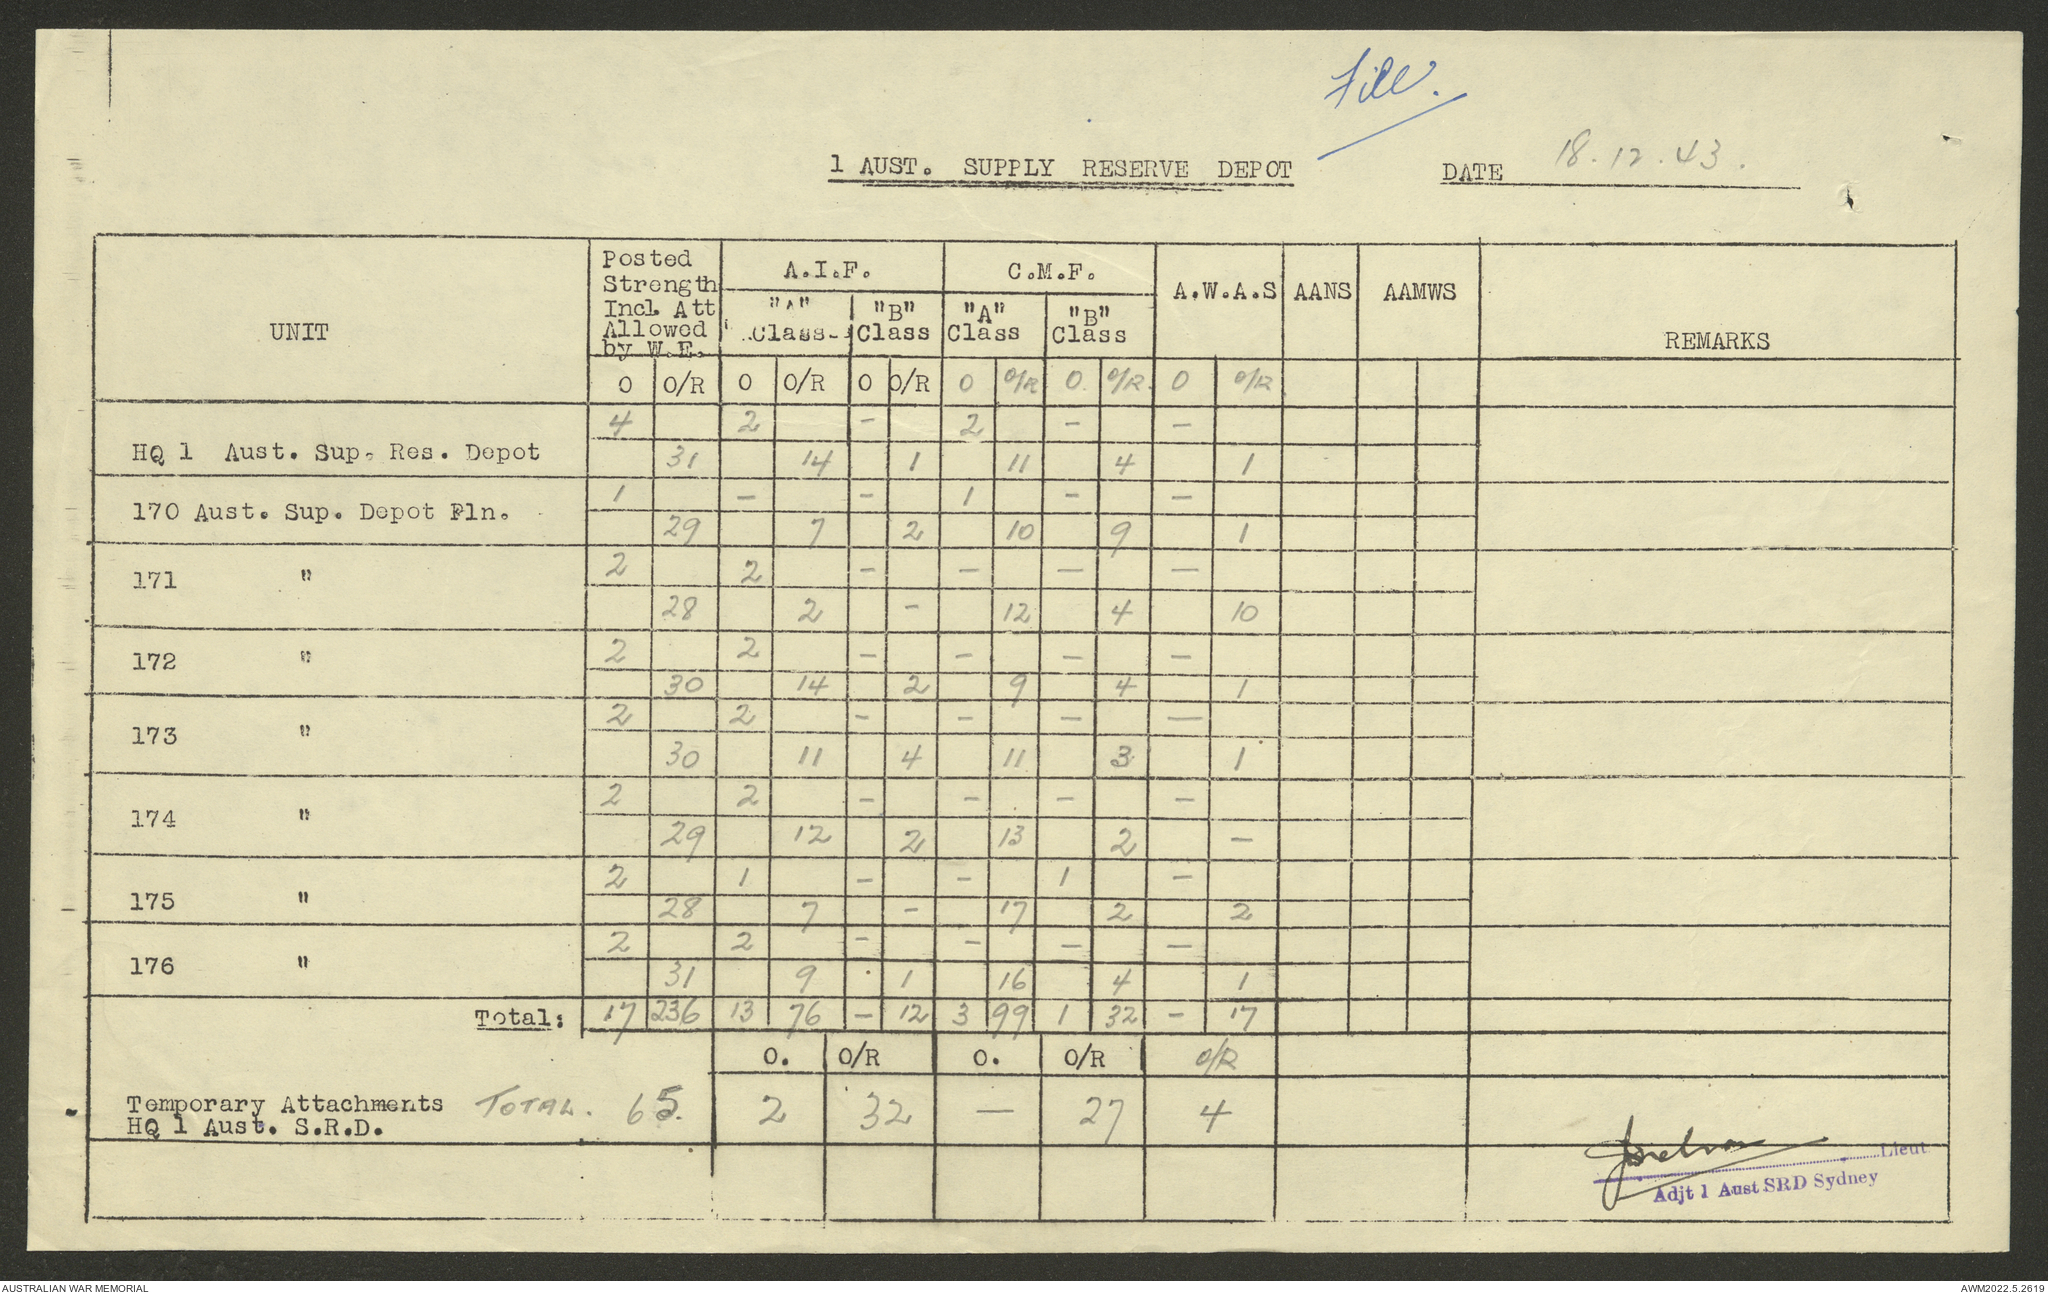 File.
1 AUST. SUPPLY RESERVE DEPOT DATE 18.12.43.
UNIT
Posted Strength Incl. Att Allowed by W.E.
A.I.F. C.M.F. A.W.A.S AANS AAMWS REMARKS
"A" Class "B" Class "A" Class "B" Class
O O/R O O/R O O/R O O/R O O/R. O O/R
4 2 - 2 - -
HQ 1 Aust. Sup. Res. Depot 31 14 1 11 4 1
1 - - 1 - -
170 Aust. Sup. Depot Pln. 29 7 2 10 9 1
2 2 - - - -
171 " 28 2 - 12 4 10
2 2 - - - -
172 " 30 14 2 9 4 1
2 2 - - - -
173 " 30 11 4 11 3 1
2 2 - - - -
174 " 29 12 2 13 2 -
2 1 - - 1 -
175 " 28 7 - 17 2 2
2 2 - - - -
176 " 31 9 1 16 4 1
Total: 17 236 13 76 - 12 3 99 1 32 - 17
O. O/R O. O/R O/R
Temporary Attachments TOTAL. 65. 2 32 - 27 4
HQ 1 Aust. S.R.D.
Lieut
Adjt 1 Aust SRD Sydney
AUSTRALIAN WAR MEMORIAL AWM2022.5.2619